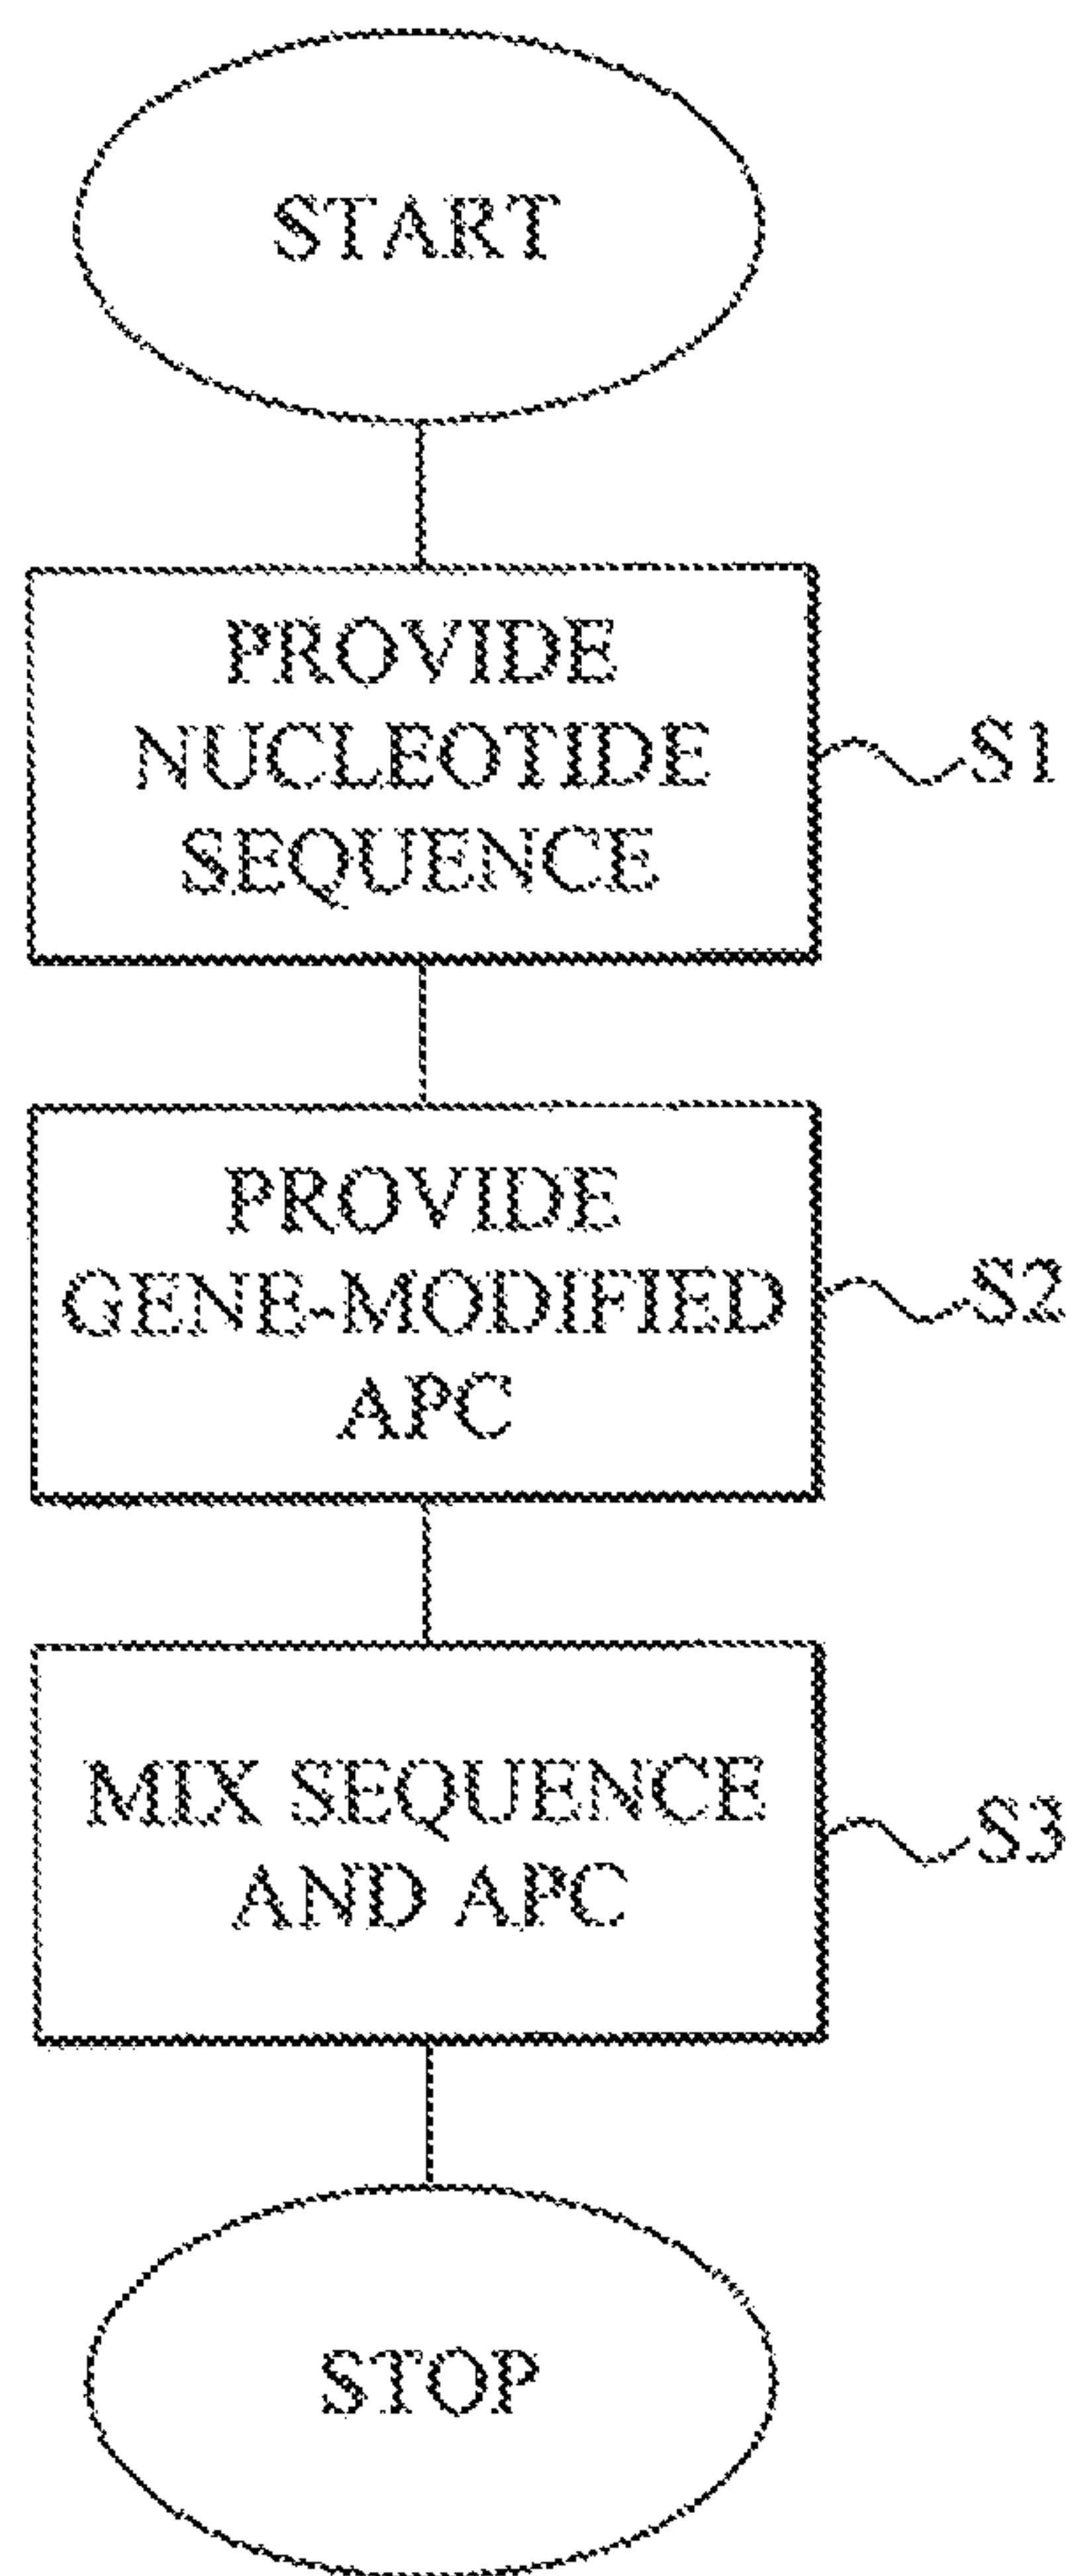 START
PROVIDE
NUCLEOTIDE
SEQUENCE
S1
PROVIDE
GENE-MODIFIED
APC
S2
MIX SEQUENCE
AND APC
S3
STOP